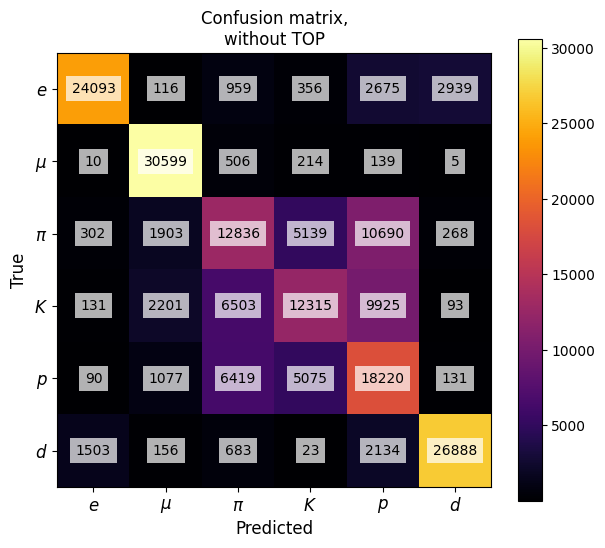 Confusion matrix,
without TOP
True
e 24093 116 959 356 2675 2939
μ 10 30599 506 214 139 5
π 302 1903 12836 5139 10690 268
K 131 2201 6503 12315 9925 93
p 90 1077 6419 5075 18220 131
d 1503 156 683 23 2134 26888
e μ π K p d
Predicted
30000
25000
20000
15000
10000
5000